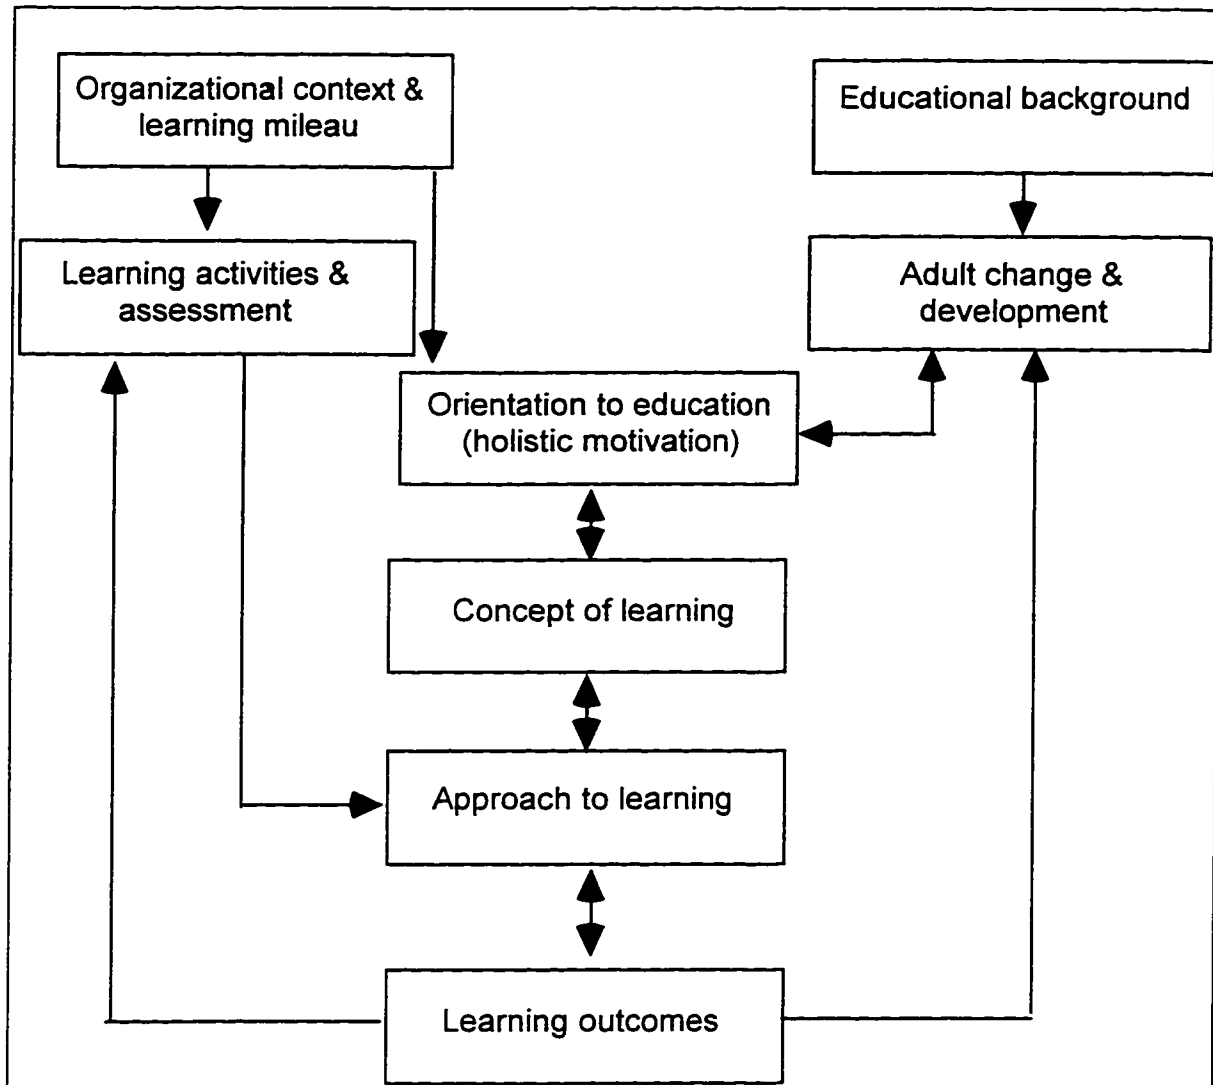 Organizational context &
learning mileau
Educational background
Learning activities &
assessment
Adult change &
development
Orientation to education
(holistic motivation)
Concept of learning
Approach to learning
Learning outcomes